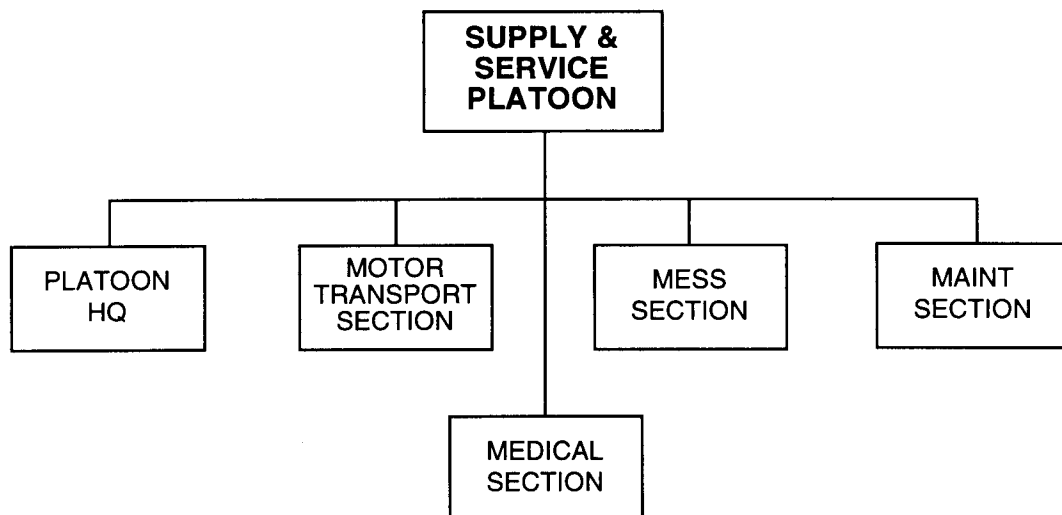 SUPPLY &
SERVICE
PLATOON
PLATOON
HQ
MOTOR
TRANSPORT
SECTION
MESS
SECTION
MAINT
SECTION
MEDICAL
SECTION